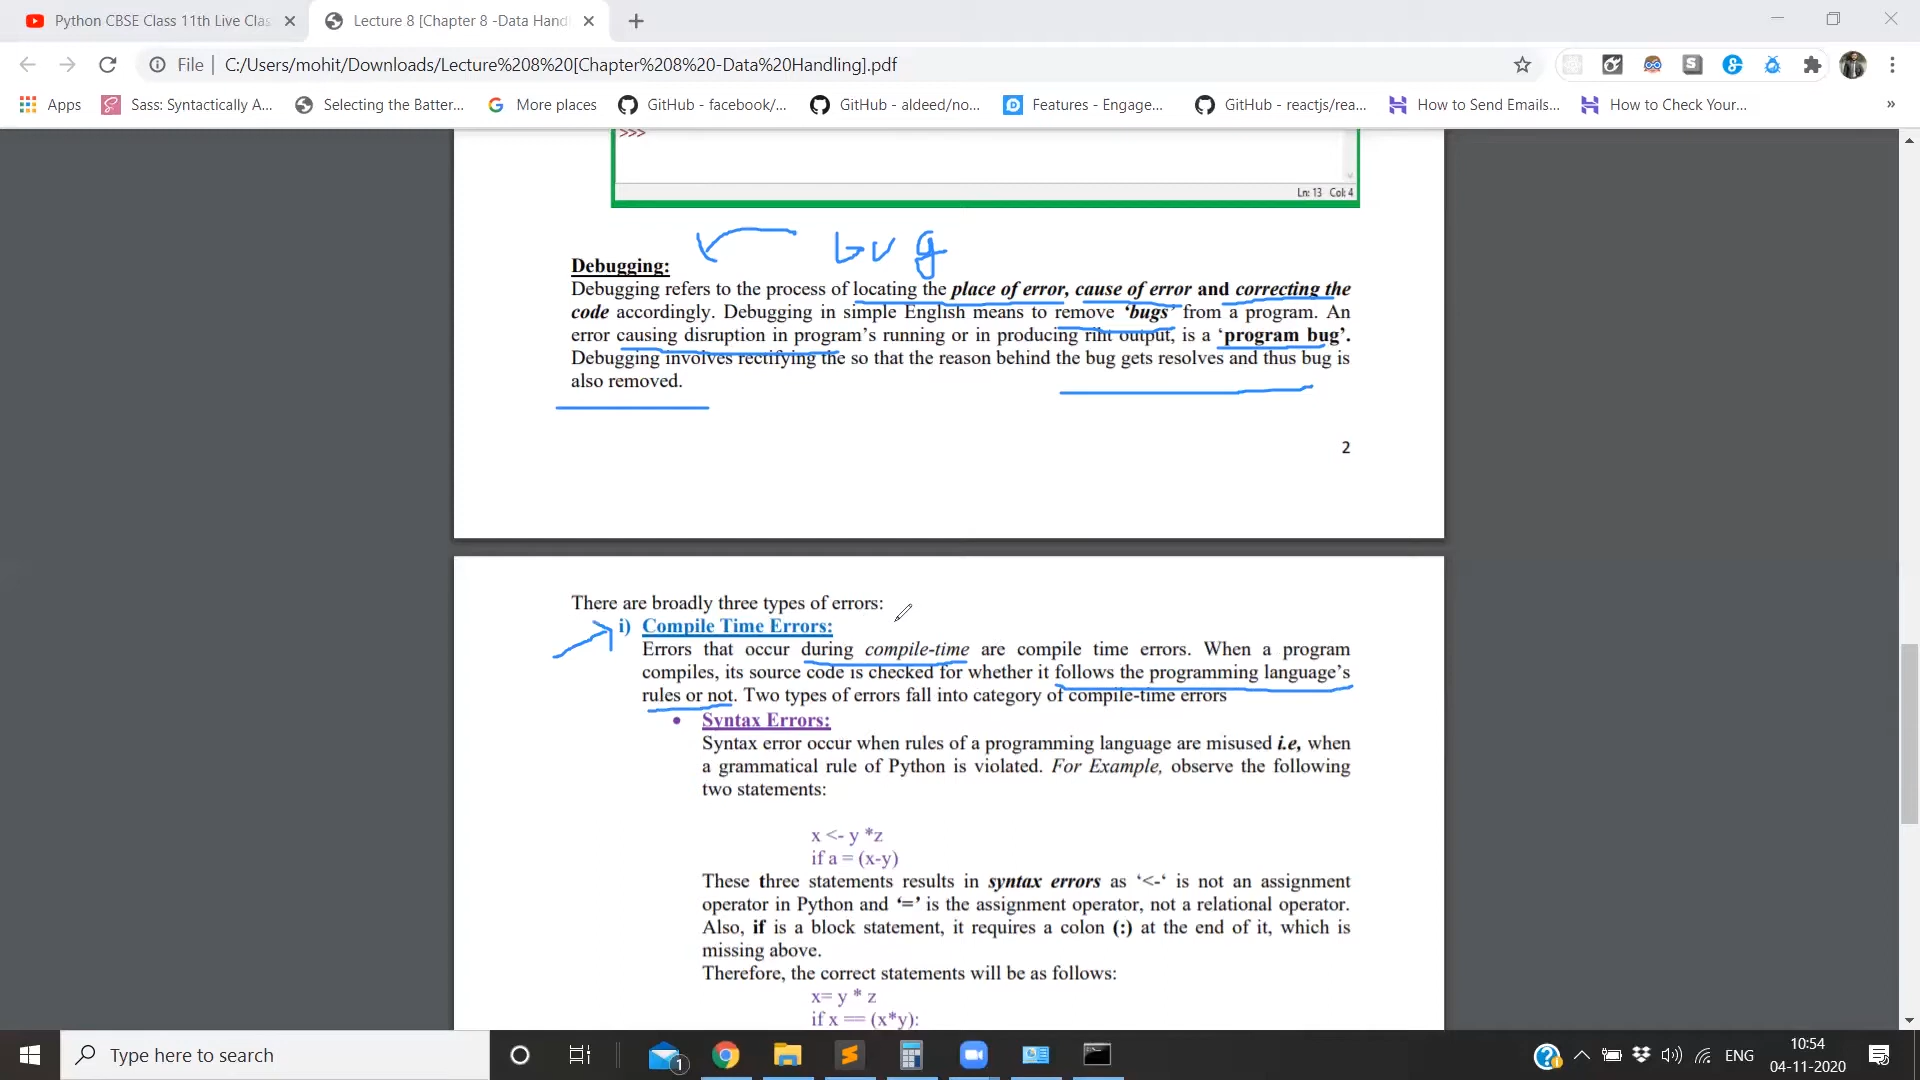 Python CBSE Class 11th Live Clas
Lecture 8 [Chapter 8 -Data Handl
File
C:/Users/mohit/Downloads/Lecture%208%20[Chapter%208%20-Data%20Handling].pdf
Apps
Sass: Syntactically A...
Selecting the Batter...
More places
GitHub - facebook/...
GitHub - aldeed/no...
Features - Engage...
GitHub - reactjs/rea...
How to Send Emails...
How to Check Your...
»
>>>
Ln: 13 Col: 4
bug
Debugging:
Debugging refers to the process of locating the place of error, cause of error and correcting the
code accordingly. Debugging in simple English means to remove ‘bugs’ from a program. An
error causing disruption in program’s running or in producing riht output, is a ‘program bug’.
Debugging involves rectifying the so that the reason behind the bug gets resolves and thus bug is
also removed.
2
There are broadly three types of errors:
i) Compile Time Errors:
Errors that occur during compile-time are compile time errors. When a program
compiles, its source code is checked for whether it follows the programming language’s
rules or not. Two types of errors fall into category of compile-time errors
• Syntax Errors:
Syntax error occur when rules of a programming language are misused i.e, when
a grammatical rule of Python is violated. For Example, observe the following
two statements:
x <- y *z
if a = (x-y)
These three statements results in syntax errors as ‘<-‘ is not an assignment
operator in Python and ‘=’ is the assignment operator, not a relational operator.
Also, if is a block statement, it requires a colon (:) at the end of it, which is
missing above.
Therefore, the correct statements will be as follows:
x= y * z
if x == (x*y):
Type here to search
1
ENG
10:54
04-11-2020